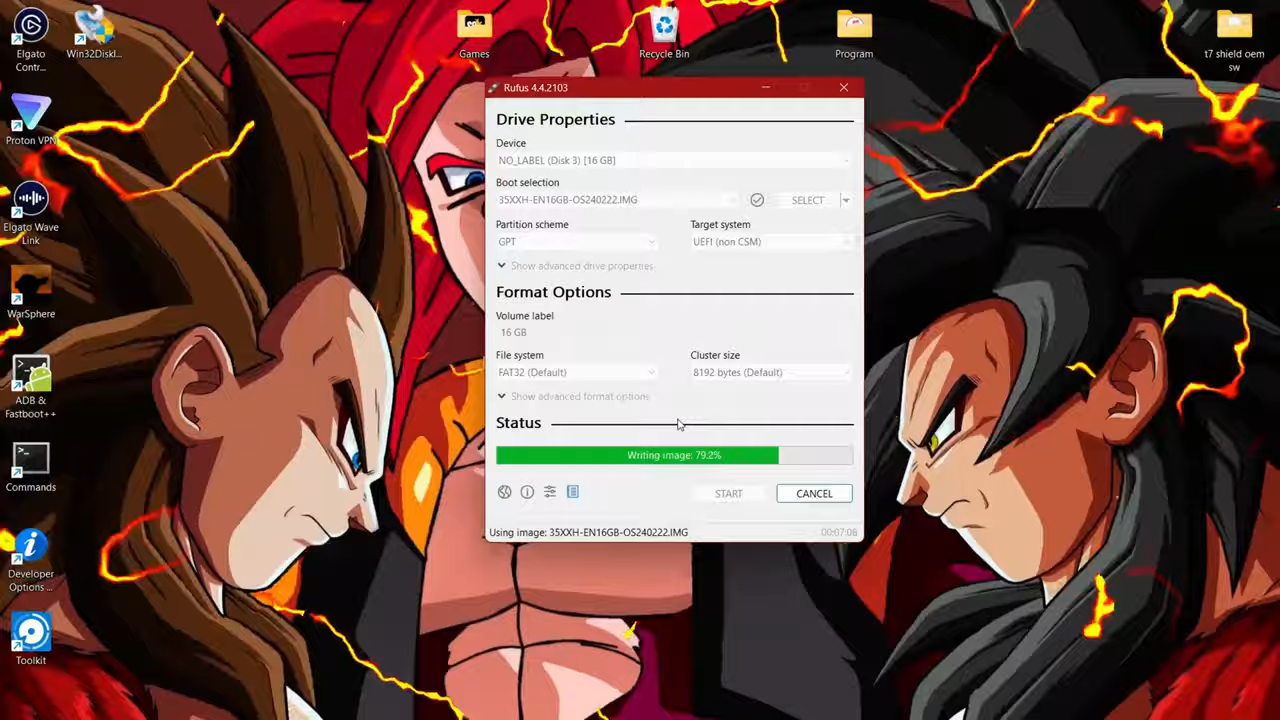 Elgato
Contr...
Win32DiskI...
Games
Recycle Bin
Program
t7 shield oem
sw
Proton VPN
Elgato Wave
Link
WarSphere
ADB &
Fastboot++
Commands
Developer
Options ...
Toolkit
Rufus 4.4.2103
Drive Properties
Device
NO_LABEL (Disk 3) [16 GB]
Boot selection
35XXH-EN16GB-OS240222.IMG
SELECT
Partition scheme
Target system
GPT
UEFI (non CSM)
Show advanced drive properties
Format Options
Volume label
16 GB
File system
Cluster size
FAT32 (Default)
8192 bytes (Default)
Show advanced format options
Status
Writing image: 79.2%
START
CANCEL
Using image: 35XXH-EN16GB-OS240222.IMG
00:07:08